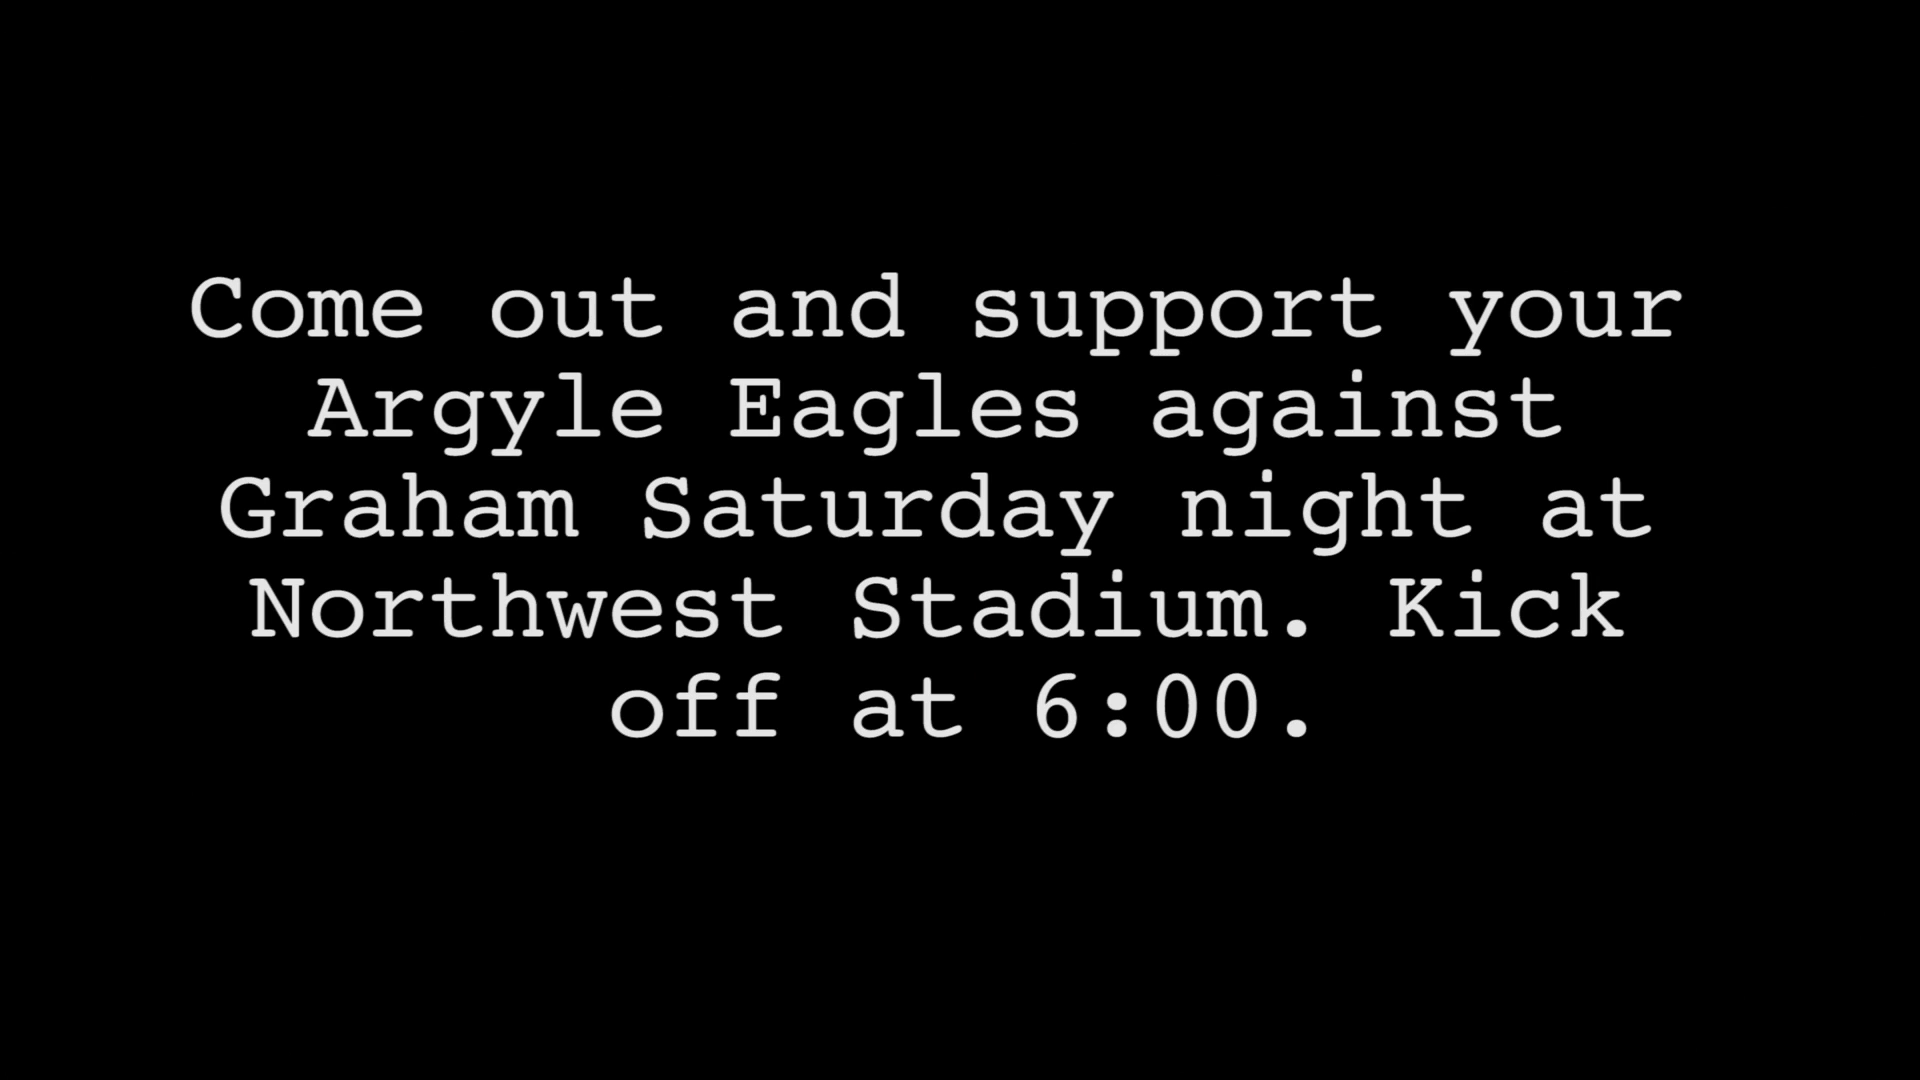 Come out and support your
Argyle Eagles against
Graham Saturday night at
Northwest Stadium. Kick
off at 6:00.